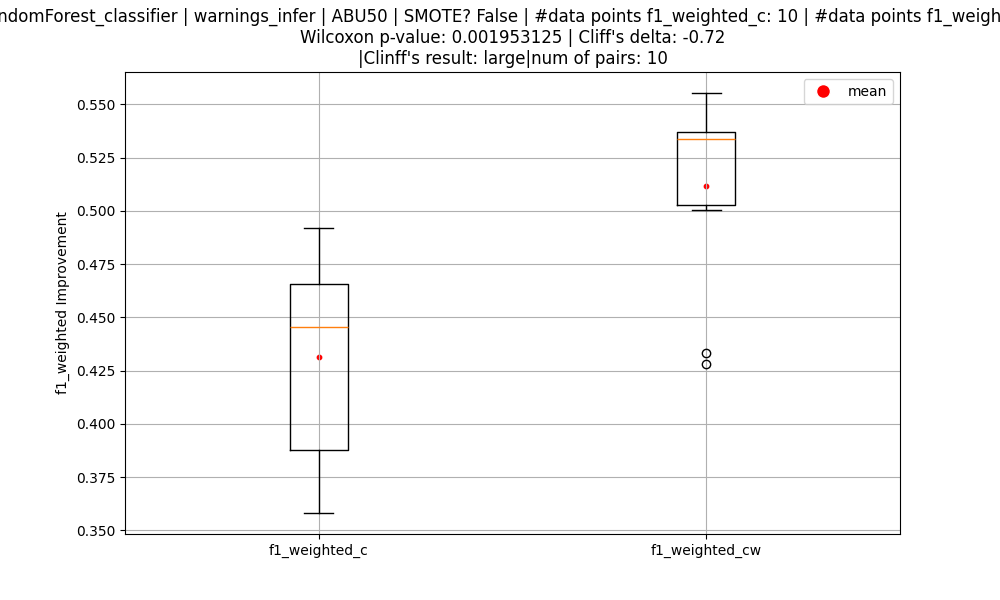 ndomForest_classifier | warnings_infer | ABU50 | SMOTE? False | #data points f1_weighted_c: 10 | #data points f1_weigh
Wilcoxon p-value: 0.001953125 | Cliff's delta: -0.72
|Clinff's result: large|num of pairs: 10
mean
0.550
0.525
0.500
0.475
0.450
0.425
0.400
0.375
0.350
f1_weighted Improvement
f1_weighted_c
f1_weighted_cw